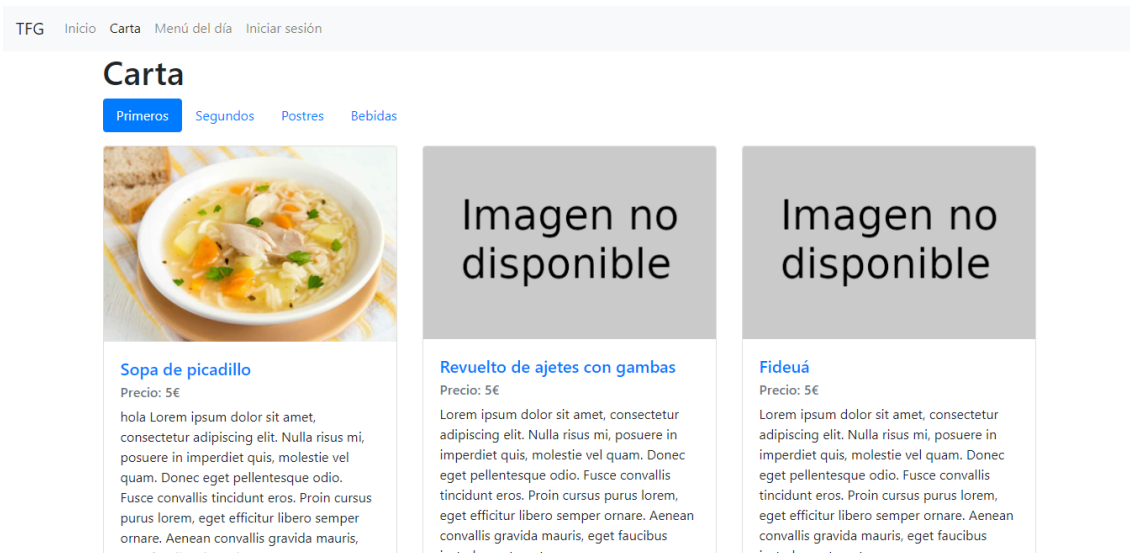 TFG Inicio Carta Menú del día Iniciar sesión
Carta
Primeros Segundos Postres Bebidas
Imagen no
disponible
Imagen no
disponible
Sopa de picadillo
Precio: 5€
hola Lorem ipsum dolor sit amet,
consectetur adipiscing elit. Nulla risus mi,
posuere in imperdiet quis, molestie vel
quam. Donec eget pellentesque odio.
Fusce convallis tincidunt eros. Proin cursus
purus lorem, eget efficitur libero semper
ornare. Aenean convallis gravida mauris,
Revuelto de ajetes con gambas
Precio: 5€
Lorem ipsum dolor sit amet, consectetur
adipiscing elit. Nulla risus mi, posuere in
imperdiet quis, molestie vel quam. Donec
eget pellentesque odio. Fusce convallis
tincidunt eros. Proin cursus purus lorem,
eget efficitur libero semper ornare. Aenean
convallis gravida mauris, eget faucibus
Fideuá
Precio: 5€
Lorem ipsum dolor sit amet, consectetur
adipiscing elit. Nulla risus mi, posuere in
imperdiet quis, molestie vel quam. Donec
eget pellentesque odio. Fusce convallis
tincidunt eros. Proin cursus purus lorem,
eget efficitur libero semper ornare. Aenean
convallis gravida mauris, eget faucibus